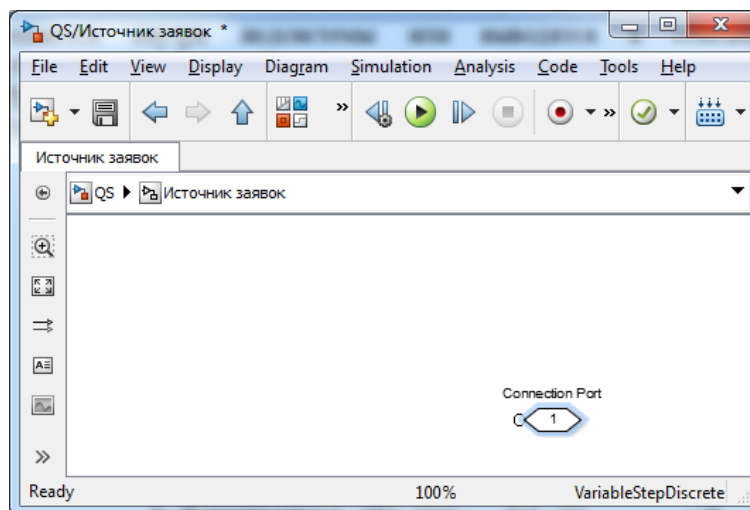 QS/Источник заявок *
File Edit View Display Diagram Simulation Analysis Code Tools Help
Источник заявок
QS Источник заявок
Connection Port
1
Ready 100% VariableStepDiscrete